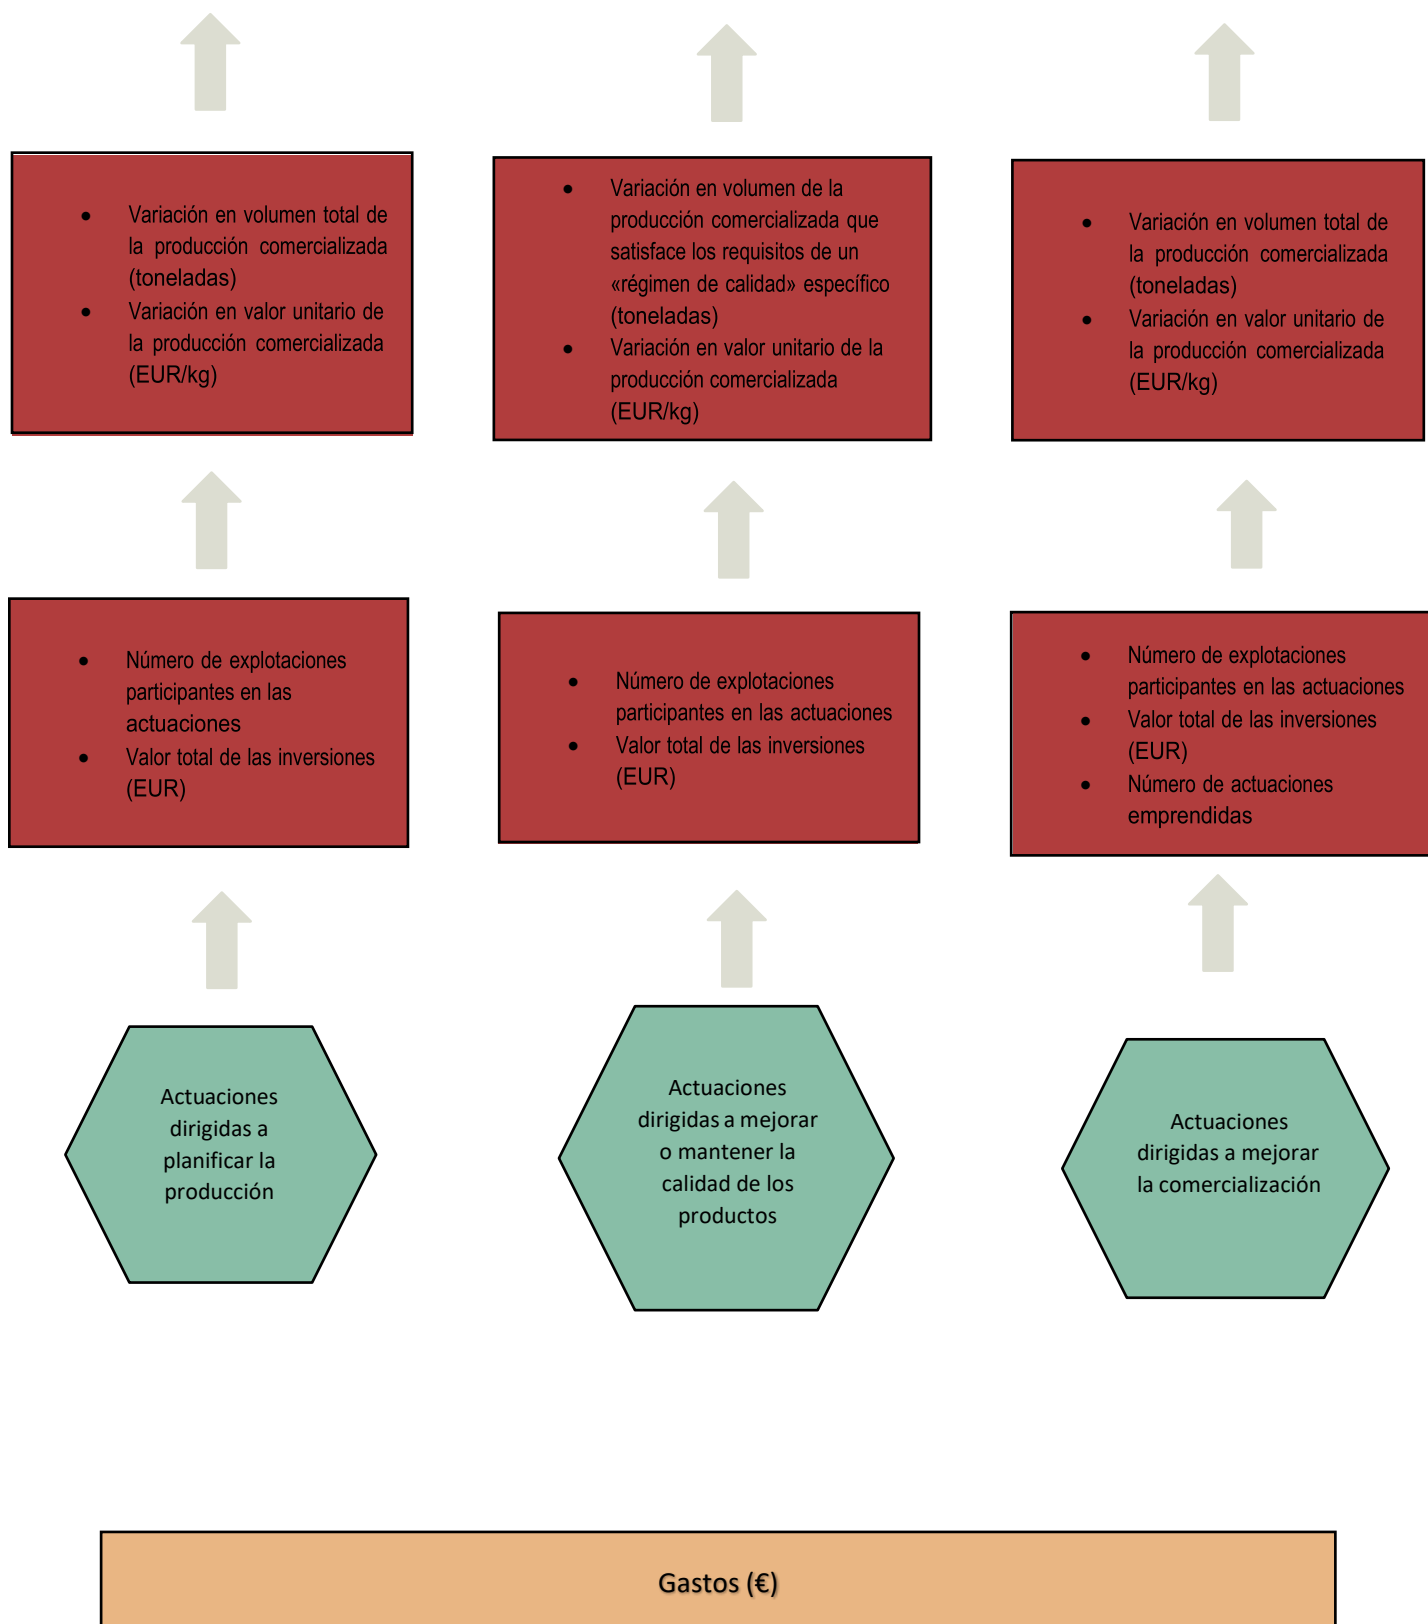 • Variación en volumen total de
la producción comercializada
(toneladas)
• Variación en valor unitario de
la producción comercializada
(EUR/kg)
• Variación en volumen de la
producción comercializada que
satisface los requisitos de un
«régimen de calidad» específico
(toneladas)
• Variación en valor unitario de la
producción comercializada
(EUR/kg)
• Variación en volumen total de
la producción comercializada
(toneladas)
• Variación en valor unitario de
la producción comercializada
(EUR/kg)
• Número de explotaciones
participantes en las
actuaciones
• Valor total de las inversiones
(EUR)
• Número de explotaciones
participantes en las actuaciones
• Valor total de las inversiones
(EUR)
• Número de explotaciones
participantes en las actuaciones
• Valor total de las inversiones
(EUR)
• Número de actuaciones
emprendidas
Actuaciones
dirigidas a
planificar la
producción
Actuaciones
dirigidas a mejorar
o mantener la
calidad de los
productos
Actuaciones
dirigidas a mejorar
la comercialización
Gastos (€)